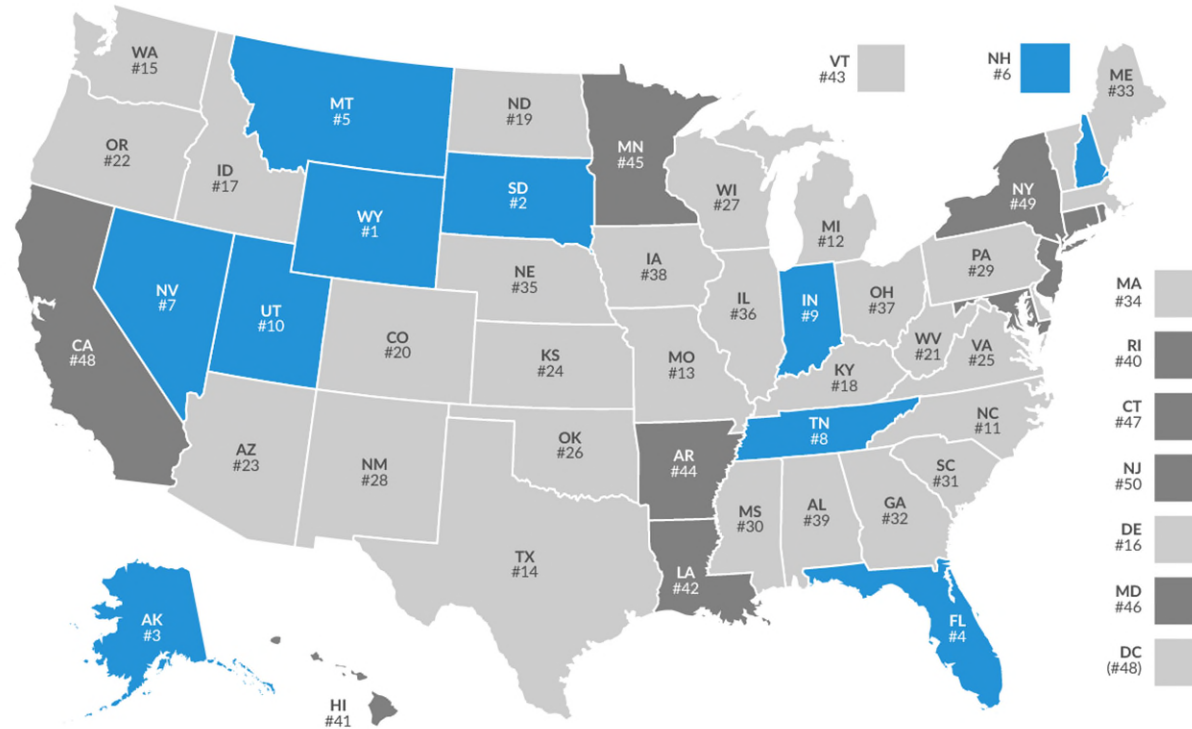 WA
#15
MT
#5
ND
#19
MN
#45
VT
#43
NH
#6
ME
#33
OR
#22
ID
#17
WY
#1
SD
#2
WI
#27
MI
#12
NY
#49
NV
#7
UT
#10
NE
#35
IA
#38
IL
#36
IN
#9
OH
#37
PA
#29
MA
#34
CA
#48
CO
#20
KS
#24
MO
#13
KY
#18
WV
#21
VA
#25
RI
#40
AZ
#23
NM
#28
OK
#26
AR
#44
TN
#8
NC
#11
CT
#47
SC
#31
NJ
#50
TX
#14
LA
#42
MS
#30
AL
#39
GA
#32
DE
#16
AK
#3
HI
#41
FL
#4
MD
#46
DC
(#48)